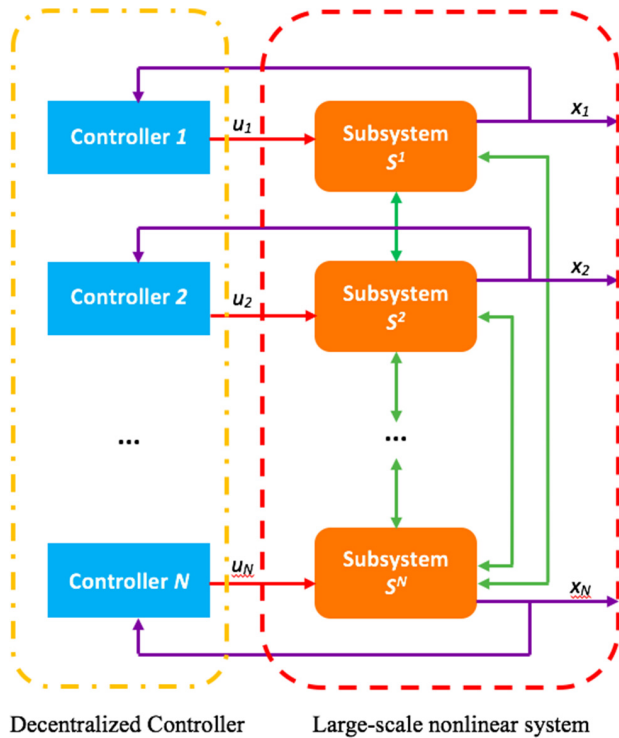 Controller 1
u1
Subsystem
S1
x1
Controller 2
u2
Subsystem
S2
x2
...
...
Controller N
uN
Subsystem
SN
xN
Decentralized Controller
Large-scale nonlinear system